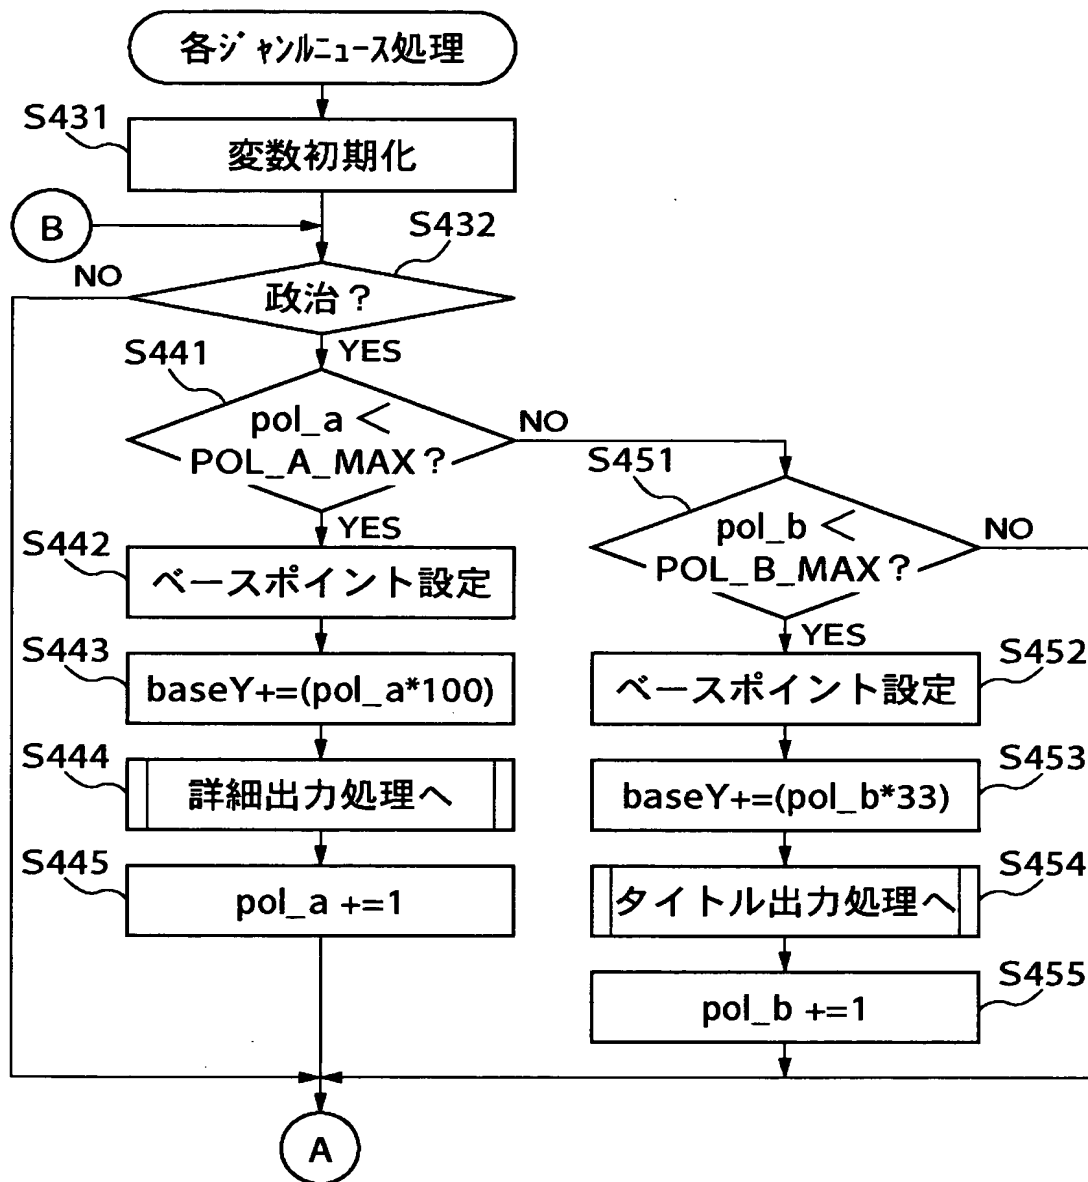 各ジャンルニュース処理
S431
変数初期化
B
S432
NO
政治？
YES
S441
pol_a＜
POL_A_MAX？
NO
YES
S451
pol_b＜
POL_B_MAX？
NO
YES
S442
ベースポイント設定
S443
baseY+=(pol_a*100)
S444
詳細出力処理へ
S445
pol_a +=1
S452
ベースポイント設定
S453
baseY+=(pol_b*33)
S454
タイトル出力処理へ
S455
pol_b +=1
A